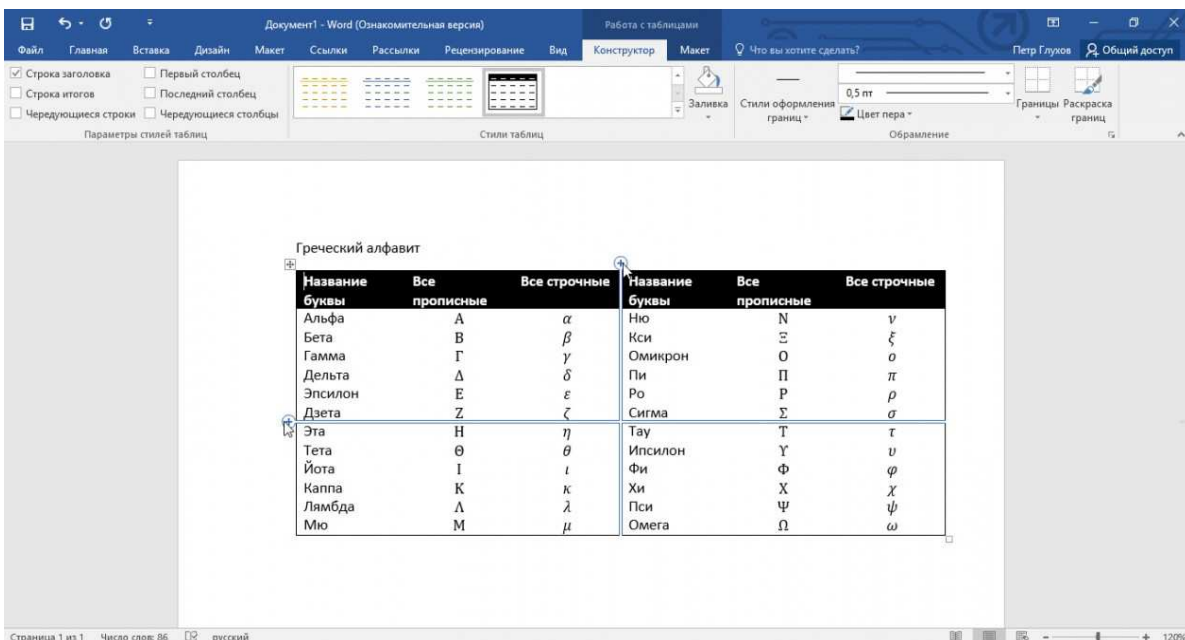 Документ1 - Word (Ознакомительная версия)
Работа с таблицами
Файл Главная Вставка Дизайн Макет Ссылки Рассылки Рецензирование Вид Конструктор Макет Что вы хотите сделать? Петр Глухов Общий доступ
Строка заголовка Первый столбец
Строка итогов Последний столбец
Чередующиеся строки Чередующиеся столбцы
Параметры стилей таблиц
Стили таблиц
Заливка
Стили оформления границ
0,5 пт
Цвет пера
Границы Раскраска границ
Обрамление
Греческий алфавит
Название Все Все строчные Название Все Все строчные
буквы прописные буквы прописные
Альфа Α α Ню Ν ν
Бета Β β Кси Ξ ξ
Гамма Γ γ Омикрон Ο ο
Дельта Δ δ Пи Π π
Эпсилон Ε ε Ро Ρ ρ
Дзета Ζ ζ Сигма Σ σ
Эта Η η Тау Τ τ
Тета Θ θ Ипсилон Υ υ
Йота Ι ι Фи Φ φ
Каппа Κ κ Хи Χ χ
Лямбда Λ λ Пси Ψ ψ
Мю Μ μ Омега Ω ω
Страница 1 из 1 Число слов: 86 русский 120%